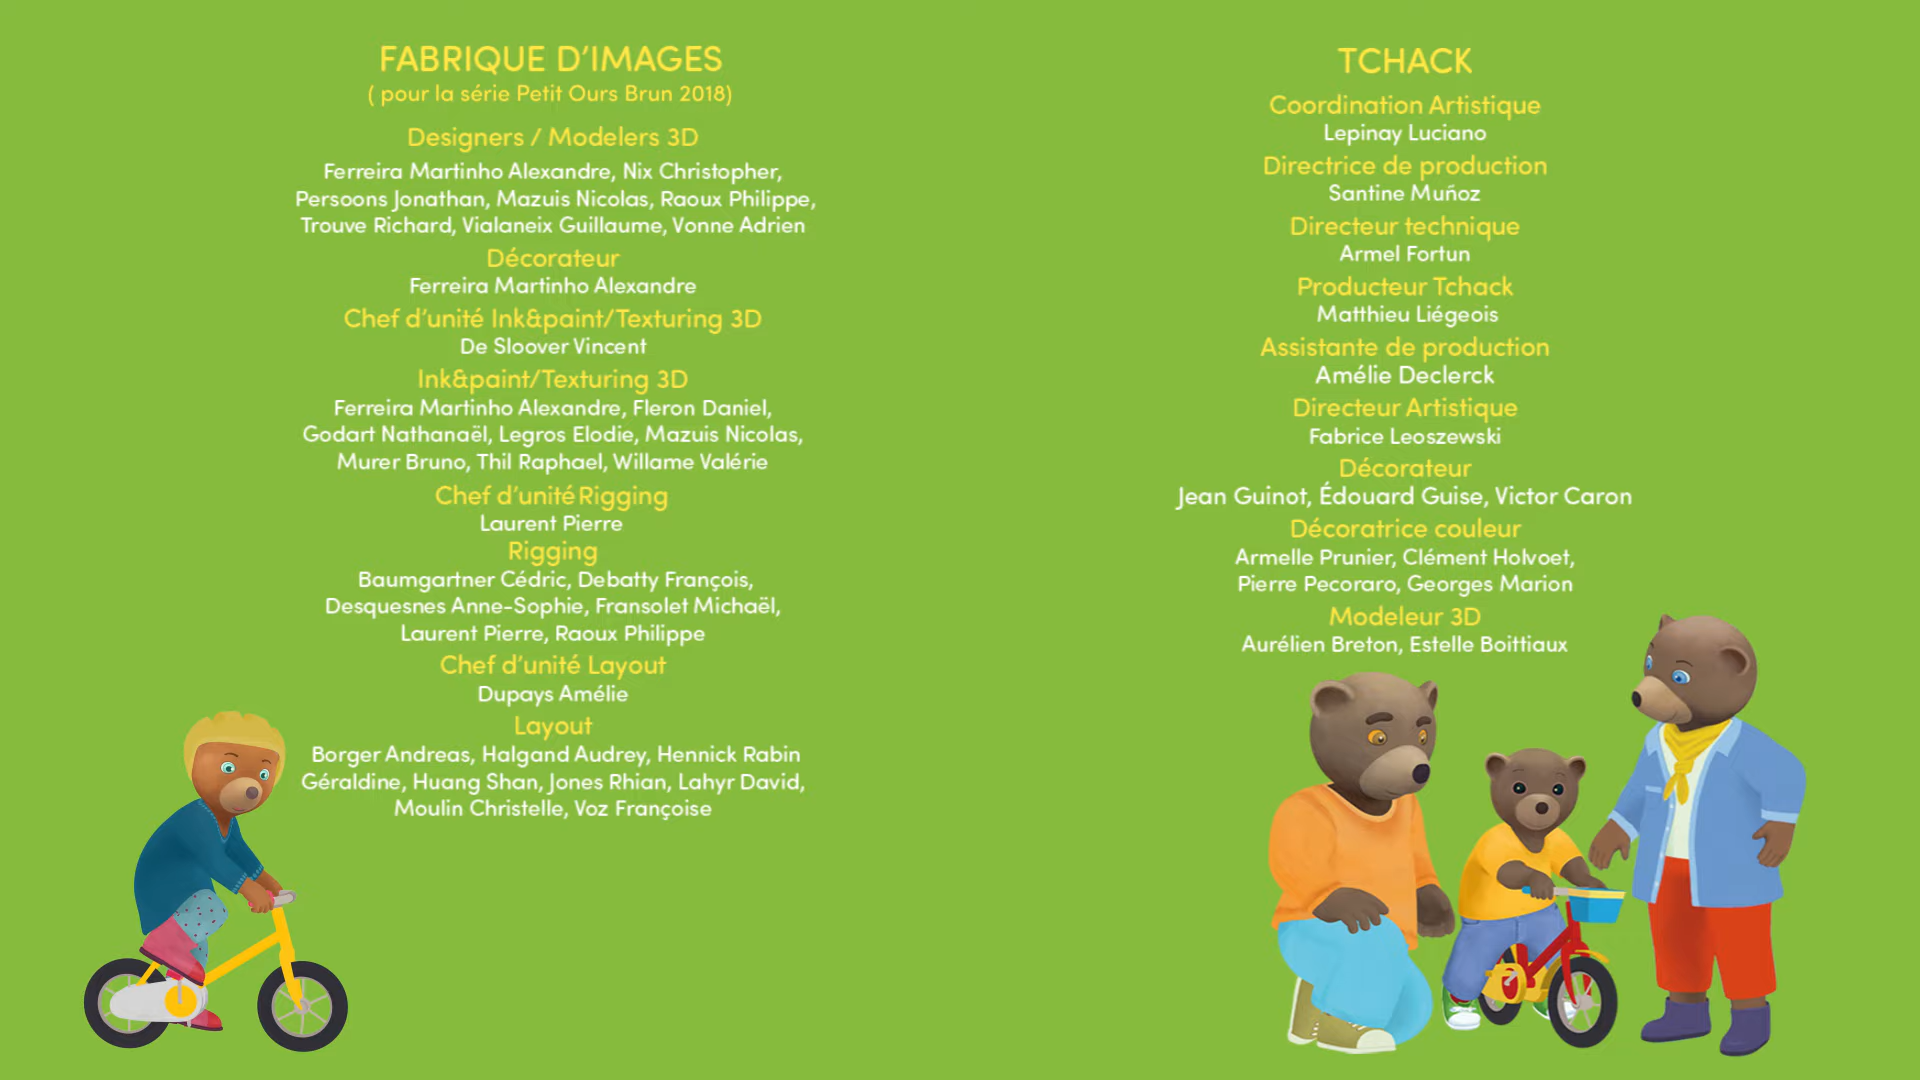 FABRIQUE D'IMAGES
( pour la série Petit Ours Brun 2018)
Designers / Modelers 3D
Ferreira Martinho Alexandre, Nix Christopher,
Persoons Jonathan, Mazuis Nicolas, Raoux Philippe,
Trouve Richard, Vialaneix Guillaume, Vonne Adrien
Décorateur
Ferreira Martinho Alexandre
Chef d'unité Ink&paint/Texturing 3D
De Sloover Vincent
Ink&paint/Texturing 3D
Ferreira Martinho Alexandre, Fleron Daniel,
Godart Nathanaël, Legros Elodie, Mazuis Nicolas,
Murer Bruno, Thil Raphael, Willame Valérie
Chef d'unité Rigging
Laurent Pierre
Rigging
Baumgartner Cédric, Debatty François,
Desquesnes Anne-Sophie, Fransolet Michaël,
Laurent Pierre, Raoux Philippe
Chef d'unité Layout
Dupays Amélie
Layout
Borger Andreas, Halgand Audrey, Hennick Rabin
Géraldine, Huang Shan, Jones Rhian, Lahyr David,
Moulin Christelle, Voz Françoise
TCHACK
Coordination Artistique
Lepinay Luciano
Directrice de production
Santine Muñoz
Directeur technique
Armel Fortun
Producteur Tchack
Matthieu Liégeois
Assistante de production
Amélie Declerck
Directeur Artistique
Fabrice Leoszewski
Décorateur
Jean Guinot, Édouard Guise, Victor Caron
Décoratrice couleur
Armelle Prunier, Clément Holvoet,
Pierre Pecoraro, Georges Marion
Modeleur 3D
Aurélien Breton, Estelle Boittiaux